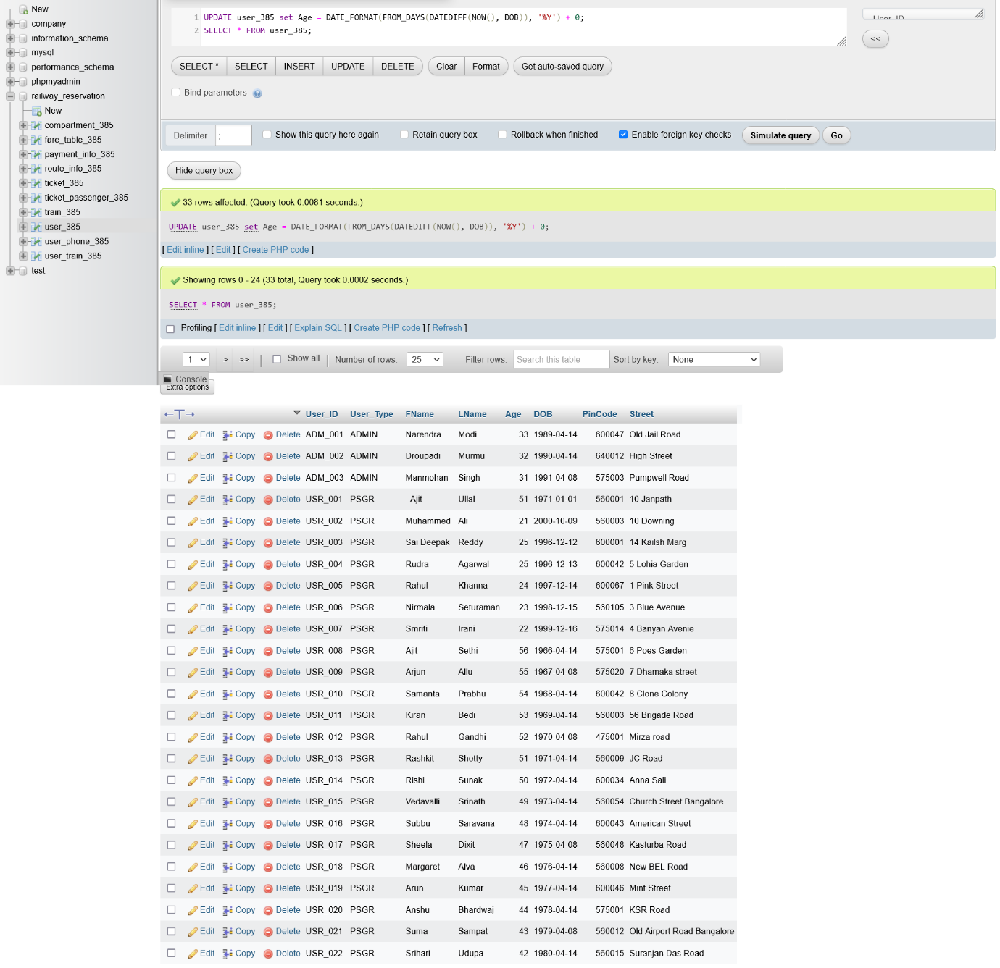 New
company
information_schema
mysql
performance_schema
phpmyadmin
railway_reservation
New
compartment_385
fare_table_385
payment_info_385
route_info_385
ticket_385
ticket_passenger_385
train_385
user_385
user_phone_385
user_train_385
test
1 UPDATE user_385 set Age = DATE_FORMAT(FROM_DAYS(DATEDIFF(NOW(), DOB)), '%Y') + 0;
2 SELECT * FROM user_385;
User_ID
<<
SELECT * SELECT INSERT UPDATE DELETE Clear Format Get auto-saved query
Bind parameters
Delimiter ; Show this query here again Retain query box Rollback when finished Enable foreign key checks Simulate query Go
Hide query box
33 rows affected. (Query took 0.0081 seconds.)
UPDATE user_385 set Age = DATE_FORMAT(FROM_DAYS(DATEDIFF(NOW(), DOB)), '%Y') + 0;
[ Edit inline ] [ Edit ] [ Create PHP code ]
Showing rows 0 - 24 (33 total, Query took 0.0002 seconds.)
SELECT * FROM user_385;
Profiling [ Edit inline ] [ Edit ] [ Explain SQL ] [ Create PHP code ] [ Refresh ]
1 > >> | Show all | Number of rows: 25 Filter rows: Search this table Sort by key: None
Console
Extra options
←T→ User_ID User_Type FName LName Age DOB PinCode Street
Edit Copy Delete ADM_001 ADMIN Narendra Modi 33 1989-04-14 600047 Old Jail Road
Edit Copy Delete ADM_002 ADMIN Droupadi Murmu 32 1990-04-14 640012 High Street
Edit Copy Delete ADM_003 ADMIN Manmohan Singh 31 1991-04-08 575003 Pumpwell Road
Edit Copy Delete USR_001 PSGR Ajit Ullal 51 1971-01-01 560001 10 Janpath
Edit Copy Delete USR_002 PSGR Muhammed Ali 21 2000-10-09 560003 10 Downing
Edit Copy Delete USR_003 PSGR Sai Deepak Reddy 25 1996-12-12 600001 14 Kailsh Marg
Edit Copy Delete USR_004 PSGR Rudra Agarwal 25 1996-12-13 600042 5 Lohia Garden
Edit Copy Delete USR_005 PSGR Rahul Khanna 24 1997-12-14 600067 1 Pink Street
Edit Copy Delete USR_006 PSGR Nirmala Seturaman 23 1998-12-15 560105 3 Blue Avenue
Edit Copy Delete USR_007 PSGR Smriti Irani 22 1999-12-16 575014 4 Banyan Avenie
Edit Copy Delete USR_008 PSGR Ajit Sethi 56 1966-04-14 575001 6 Poes Garden
Edit Copy Delete USR_009 PSGR Arjun Allu 55 1967-04-08 575020 7 Dhamaka street
Edit Copy Delete USR_010 PSGR Samanta Prabhu 54 1968-04-14 600042 8 Clone Colony
Edit Copy Delete USR_011 PSGR Kiran Bedi 53 1969-04-14 560003 56 Brigade Road
Edit Copy Delete USR_012 PSGR Rahul Gandhi 52 1970-04-08 475001 Mirza road
Edit Copy Delete USR_013 PSGR Rashkit Shetty 51 1971-04-14 560009 JC Road
Edit Copy Delete USR_014 PSGR Rishi Sunak 50 1972-04-14 600034 Anna Sali
Edit Copy Delete USR_015 PSGR Vedavalli Srinath 49 1973-04-14 560054 Church Street Bangalore
Edit Copy Delete USR_016 PSGR Subbu Saravana 48 1974-04-14 600043 American Street
Edit Copy Delete USR_017 PSGR Sheela Dixit 47 1975-04-08 560048 Kasturba Road
Edit Copy Delete USR_018 PSGR Margaret Alva 46 1976-04-14 560008 New BEL Road
Edit Copy Delete USR_019 PSGR Arun Kumar 45 1977-04-14 600046 Mint Street
Edit Copy Delete USR_020 PSGR Anshu Bhardwaj 44 1978-04-14 575001 KSR Road
Edit Copy Delete USR_021 PSGR Suma Sampat 43 1979-04-08 560012 Old Airport Road Bangalore
Edit Copy Delete USR_022 PSGR Srihari Udupa 42 1980-04-14 560015 Suranjan Das Road